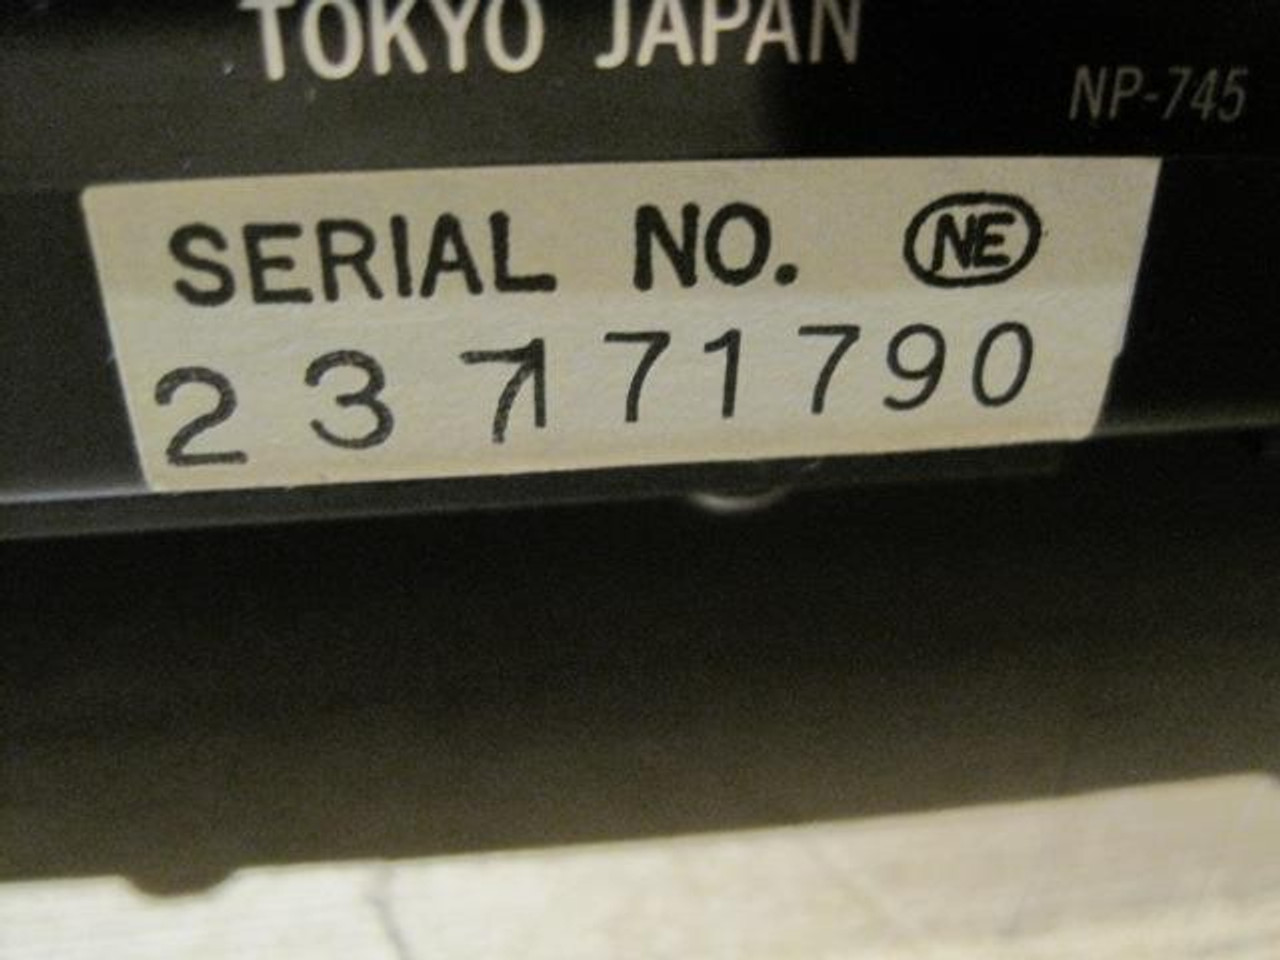 TOKYO JAPAN
NP-745
SERIAL NO. NE
23771790